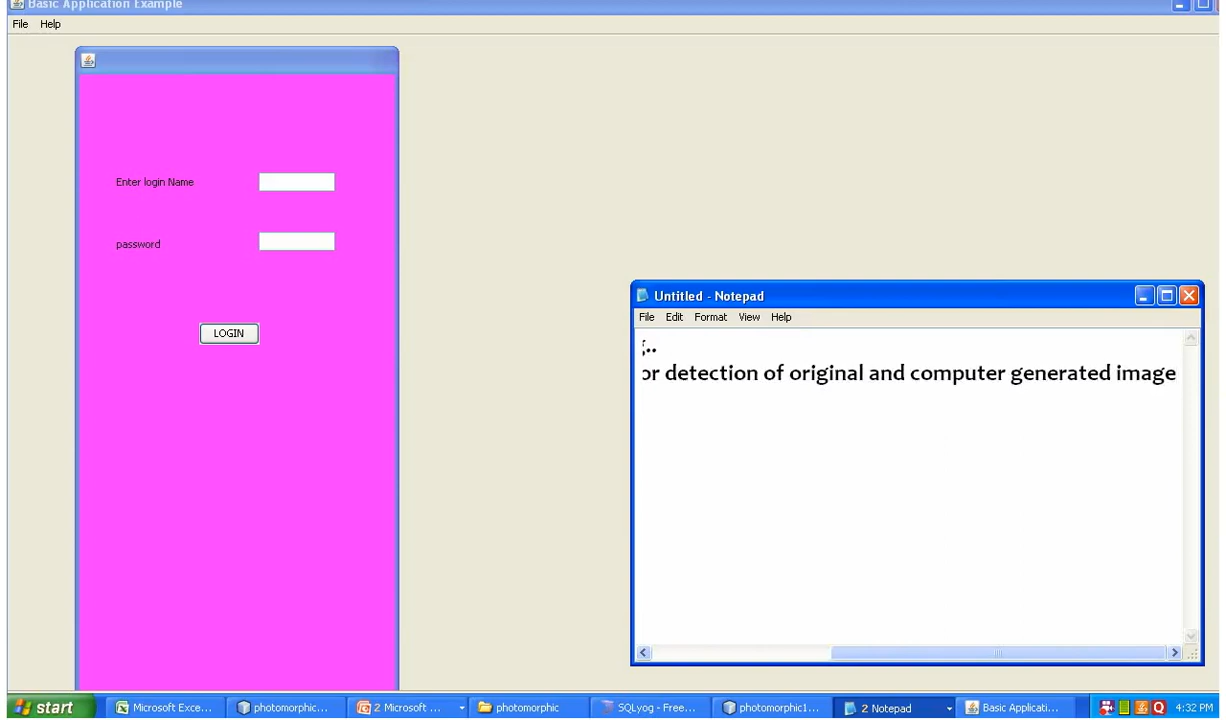 Basic Application Example
File Help
Enter login Name
password
LOGIN
Untitled - Notepad
File Edit Format View Help
..
or detection of original and computer generated image
start
Microsoft Exce...
photomorphic...
2 Microsoft ...
photomorphic
SQLyog - Free...
photomorphic1...
2 Notepad
Basic Applicati...
4:32 PM